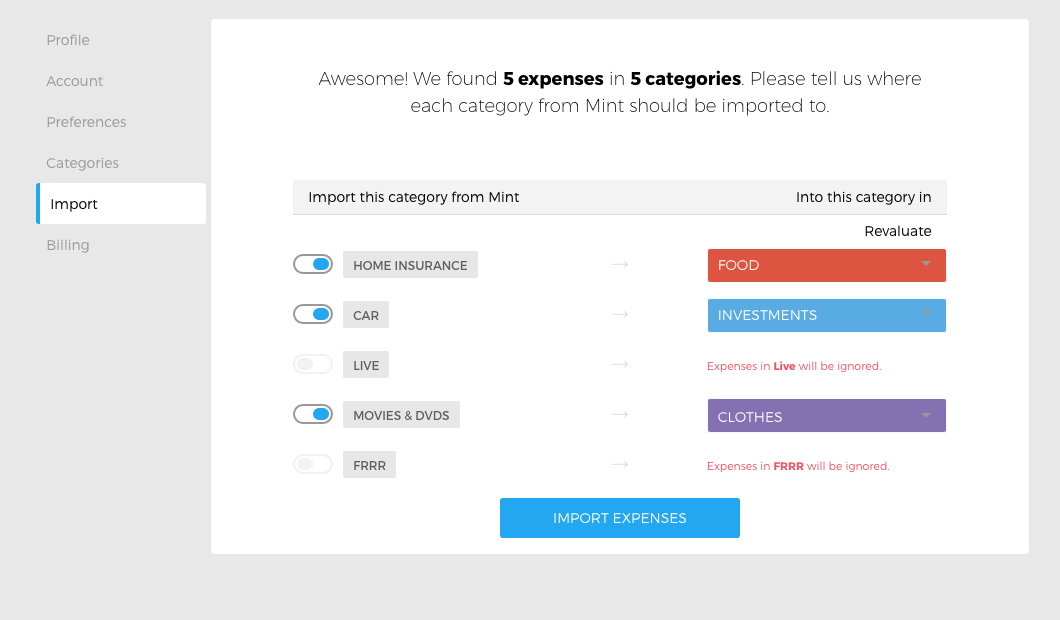 Profile
Account
Preferences
Categories
Import
Billing
Awesome! We found 5 expenses in 5 categories. Please tell us where
each category from Mint should be imported to.
Import this category from Mint Into this category in
Revaluate
HOME INSURANCE → FOOD
CAR → INVESTMENTS
LIVE → Expenses in Live will be ignored.
MOVIES & DVDS → CLOTHES
FRRR → Expenses in FRRR will be ignored.
IMPORT EXPENSES